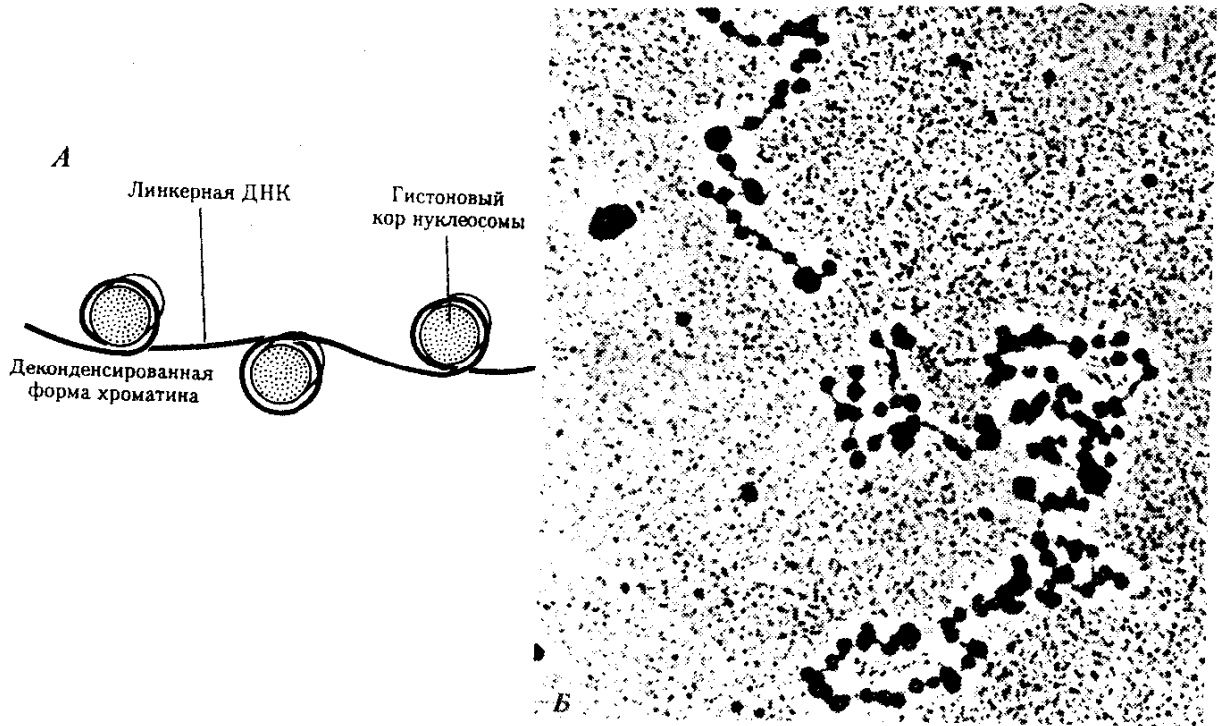 А
Линкерная ДНК
Гистоновый
кор нуклеосомы
Деконденсированная
форма хроматина
Б